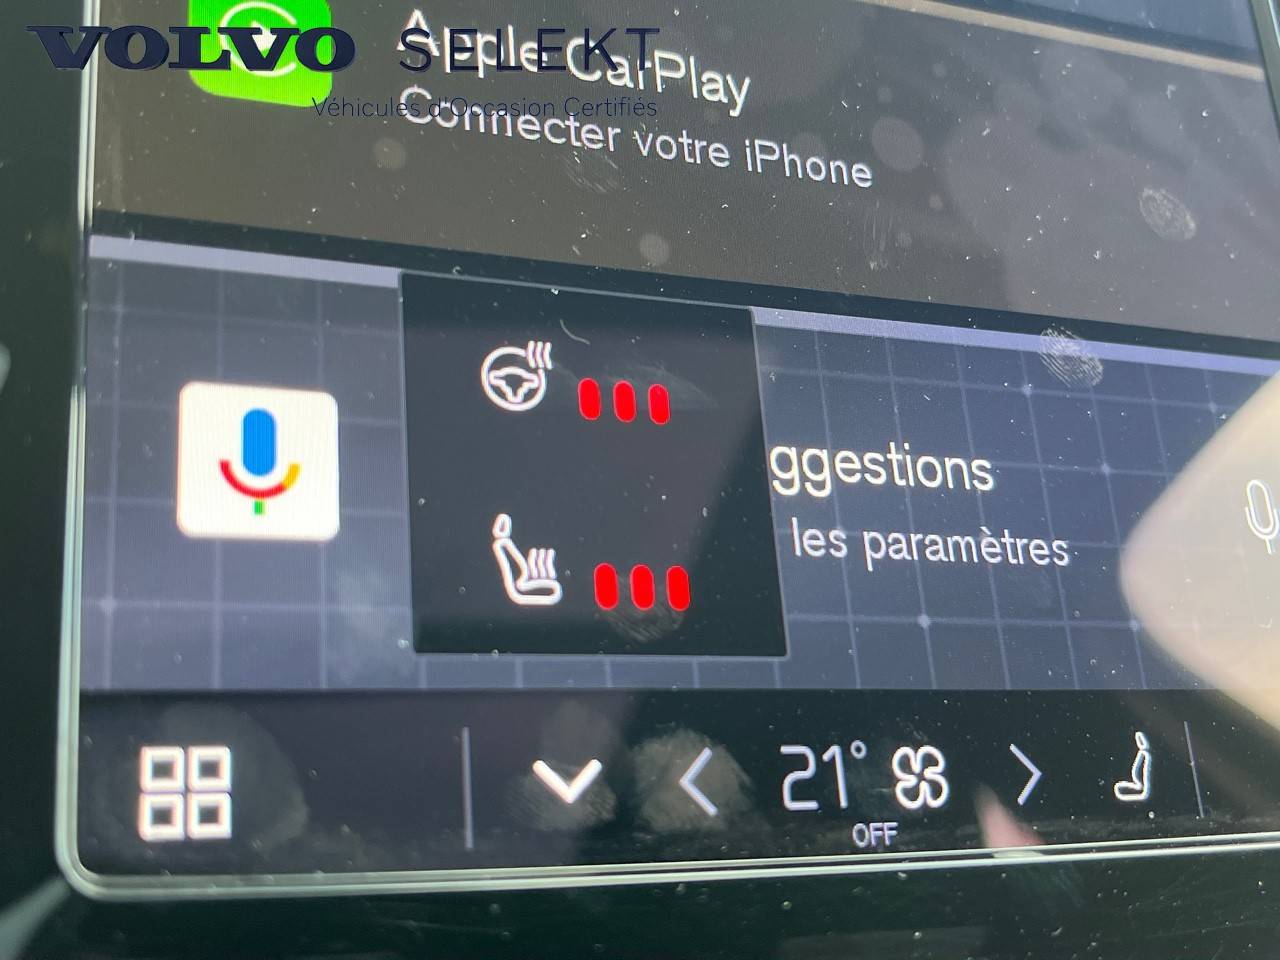 VOLVO SELEKT
Véhicules d'Occasion Certifiés
Apple CarPlay
Connecter votre iPhone
ggestions
les paramètres
21°
OFF